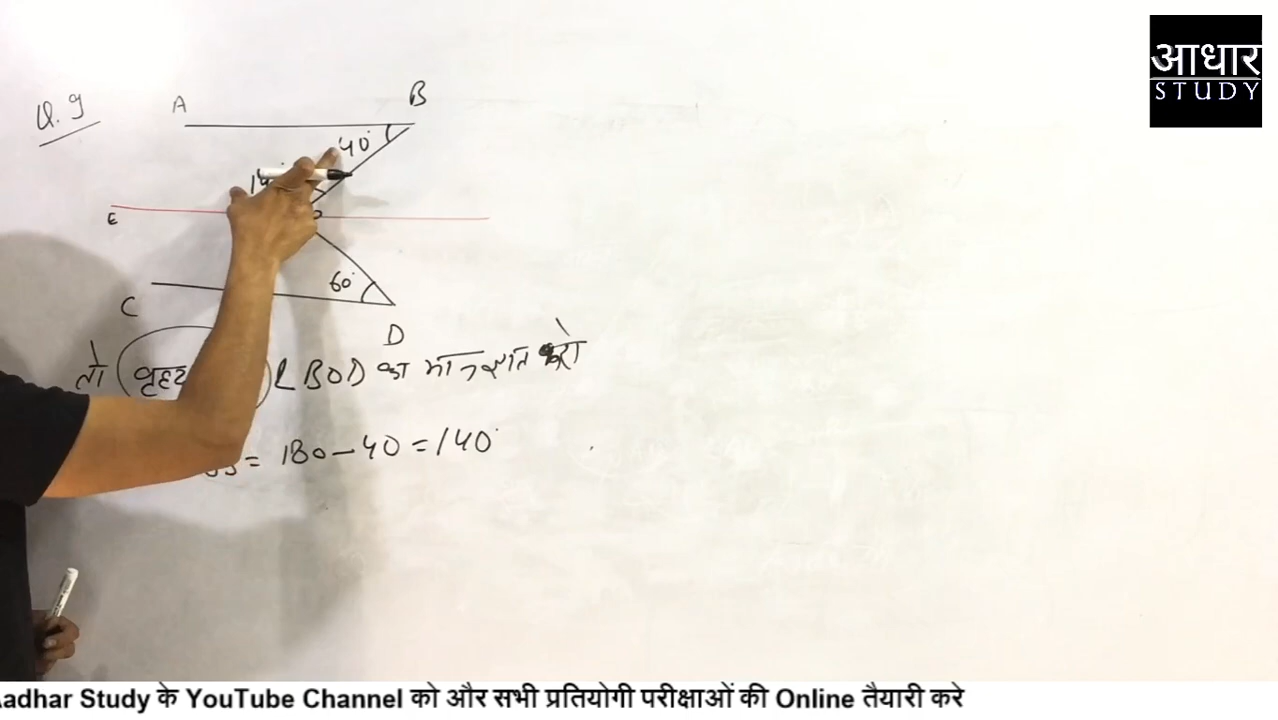 आधार
STUDY
Q. 9
A
B
40°
E
60°
C
D
तो ∠BOD का मान ज्ञात करो
= 180 - 40 = 140°
Aadhar Study के YouTube Channel को और सभी प्रतियोगी परीक्षाओं की Online तैयारी करे